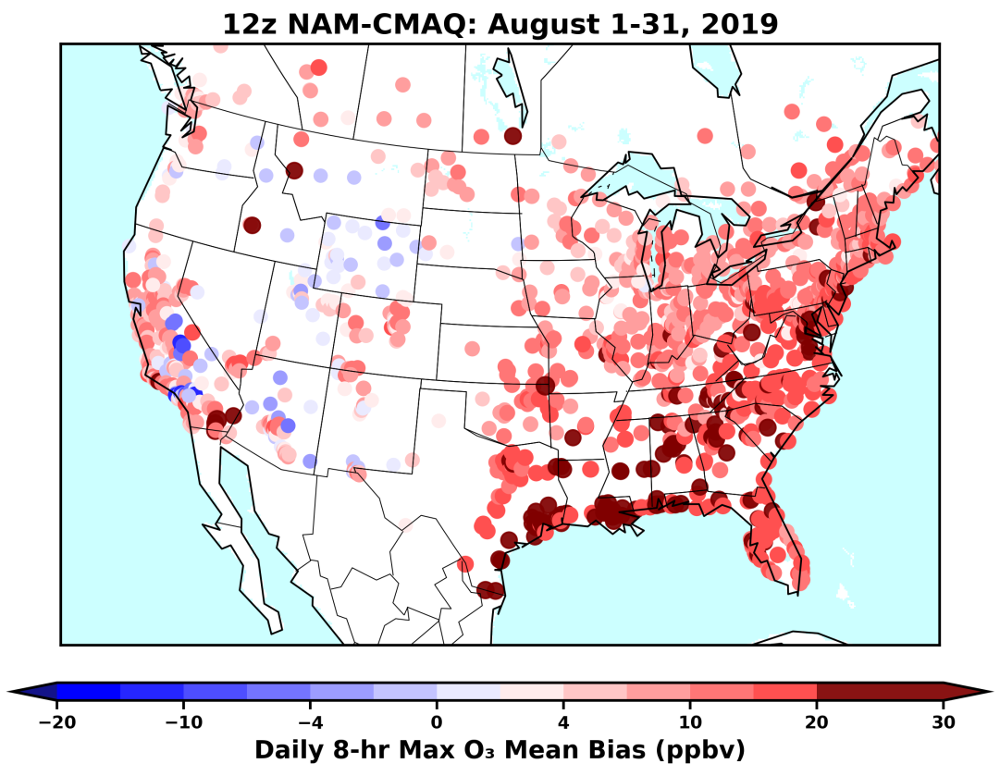 12z NAM-CMAQ: August 1-31, 2019
−20 −10 −4 0 4 10 20 30
Daily 8-hr Max O₃ Mean Bias (ppbv)